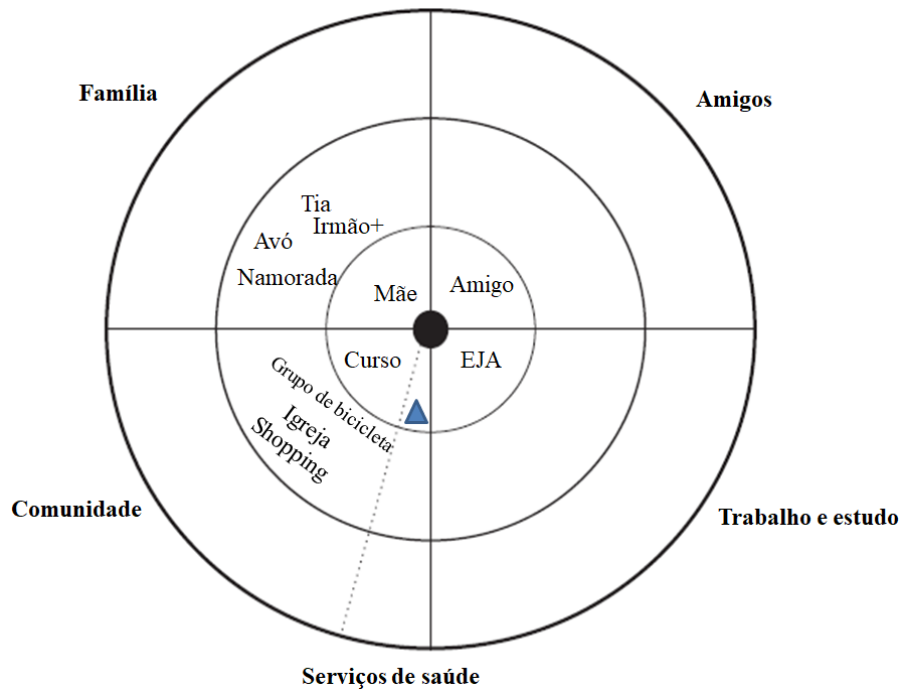 Família
Amigos
Tia
Irmão+
Avó
Namorada
Mãe
Amigo
Curso
EJA
Grupo de bicicleta
Igreja
Shopping
Comunidade
Trabalho e estudo
Serviços de saúde